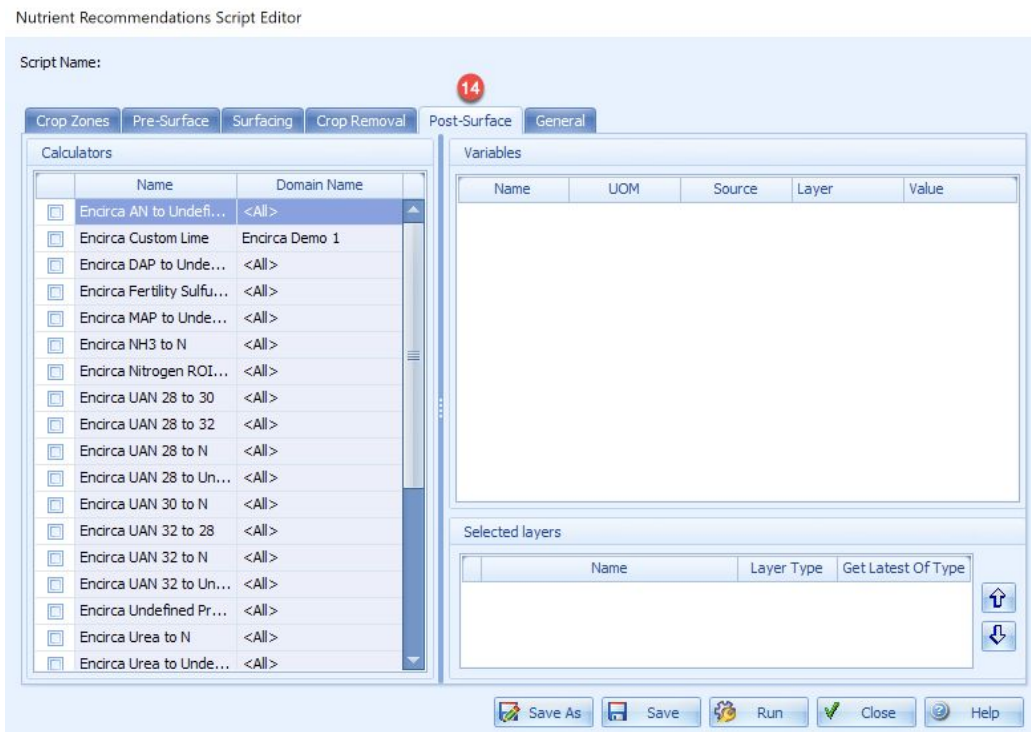 Nutrient Recommendations Script Editor
Script Name:
14
Crop Zones Pre-Surface Surfacing Crop Removal Post-Surface General
Calculators
Name Domain Name
Encirca AN to Undefi... <All>
Encirca Custom Lime Encirca Demo 1
Encirca DAP to Unde... <All>
Encirca Fertility Sulfu... <All>
Encirca MAP to Unde... <All>
Encirca NH3 to N <All>
Encirca Nitrogen ROI... <All>
Encirca UAN 28 to 30 <All>
Encirca UAN 28 to 32 <All>
Encirca UAN 28 to N <All>
Encirca UAN 28 to Un... <All>
Encirca UAN 30 to N <All>
Encirca UAN 32 to 28 <All>
Encirca UAN 32 to N <All>
Encirca UAN 32 to Un... <All>
Encirca Undefined Pr... <All>
Encirca Urea to N <All>
Encirca Urea to Unde... <All>
Variables
Name UOM Source Layer Value
Selected layers
Name Layer Type Get Latest Of Type
Save As Save Run Close Help